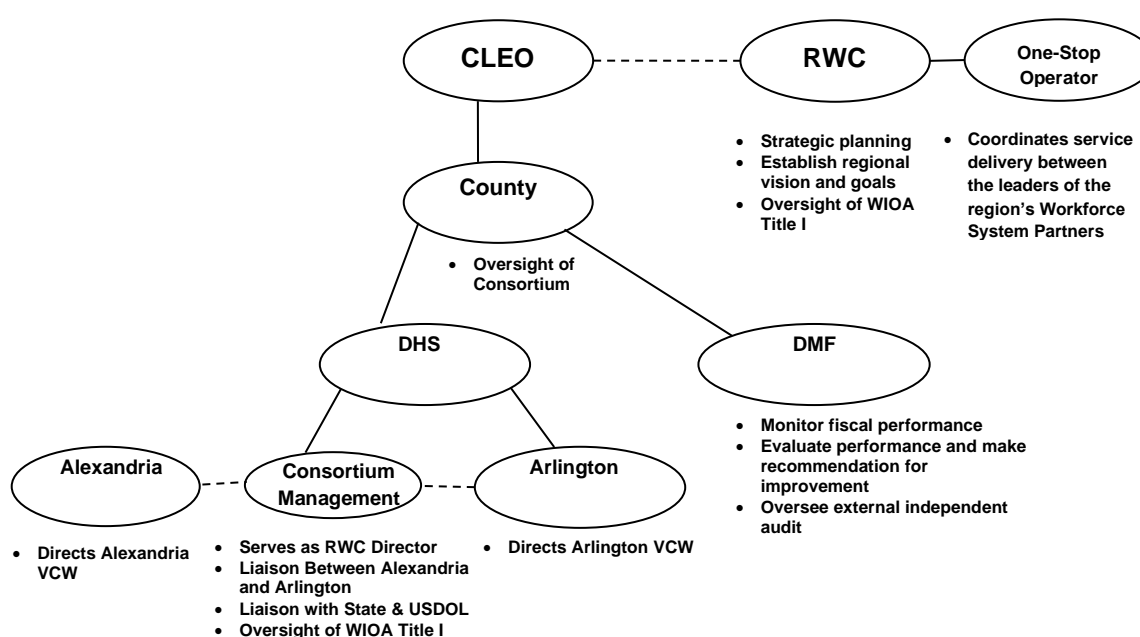 CLEO
RWC
One-Stop
Operator
• Strategic planning
• Establish regional
vision and goals
• Oversight of WIOA
Title I
• Coordinates service
delivery between
the leaders of the
region’s Workforce
System Partners
County
• Oversight of
Consortium
DHS
DMF
• Monitor fiscal performance
• Evaluate performance and make
recommendation for
improvement
• Oversee external independent
audit
Alexandria
Consortium
Management
Arlington
• Directs Alexandria
VCW
• Serves as RWC Director
• Liaison Between Alexandria
and Arlington
• Liaison with State & USDOL
• Oversight of WIOA Title I
• Directs Arlington VCW